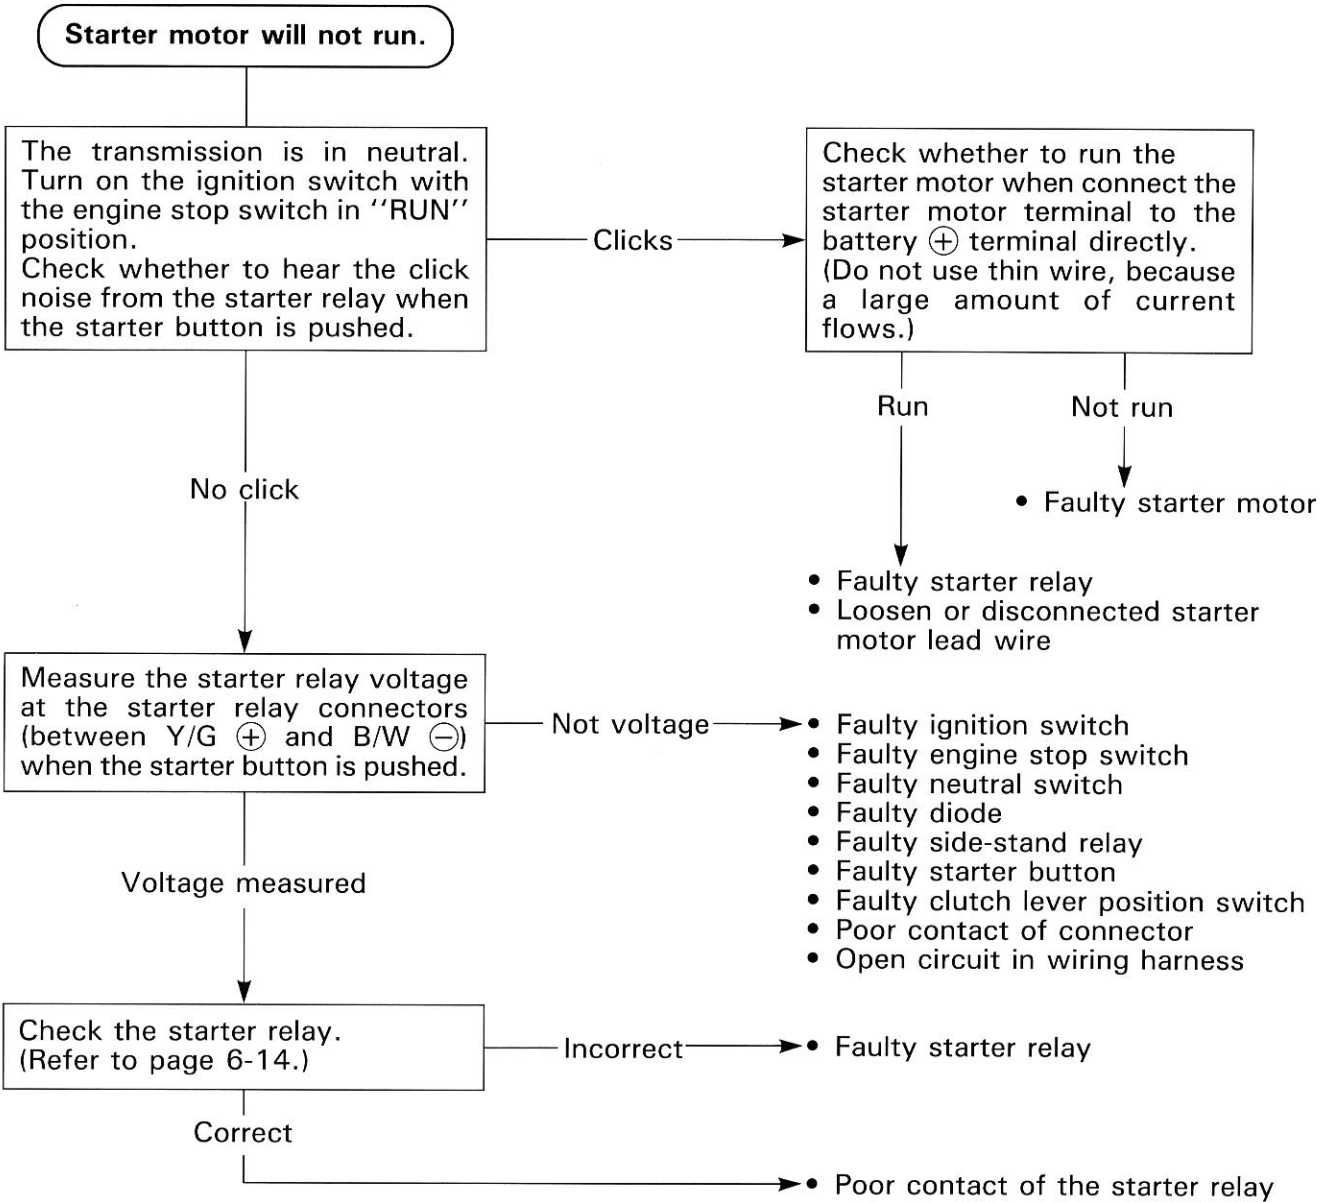 Starter motor will not run.
The transmission is in neutral.
Turn on the ignition switch with
the engine stop switch in ‘‘RUN’’
position.
Check whether to hear the click
noise from the starter relay when
the starter button is pushed.
Clicks
Check whether to run the
starter motor when connect the
starter motor terminal to the
battery ⊕ terminal directly.
(Do not use thin wire, because
a large amount of current
flows.)
Run
Not run
• Faulty starter motor
• Faulty starter relay
• Loosen or disconnected starter
motor lead wire
No click
Measure the starter relay voltage
at the starter relay connectors
(between Y/G ⊕ and B/W ⊖)
when the starter button is pushed.
Not voltage
• Faulty ignition switch
• Faulty engine stop switch
• Faulty neutral switch
• Faulty diode
• Faulty side-stand relay
• Faulty starter button
• Faulty clutch lever position switch
• Poor contact of connector
• Open circuit in wiring harness
Voltage measured
Check the starter relay.
(Refer to page 6-14.)
Incorrect
• Faulty starter relay
Correct
• Poor contact of the starter relay